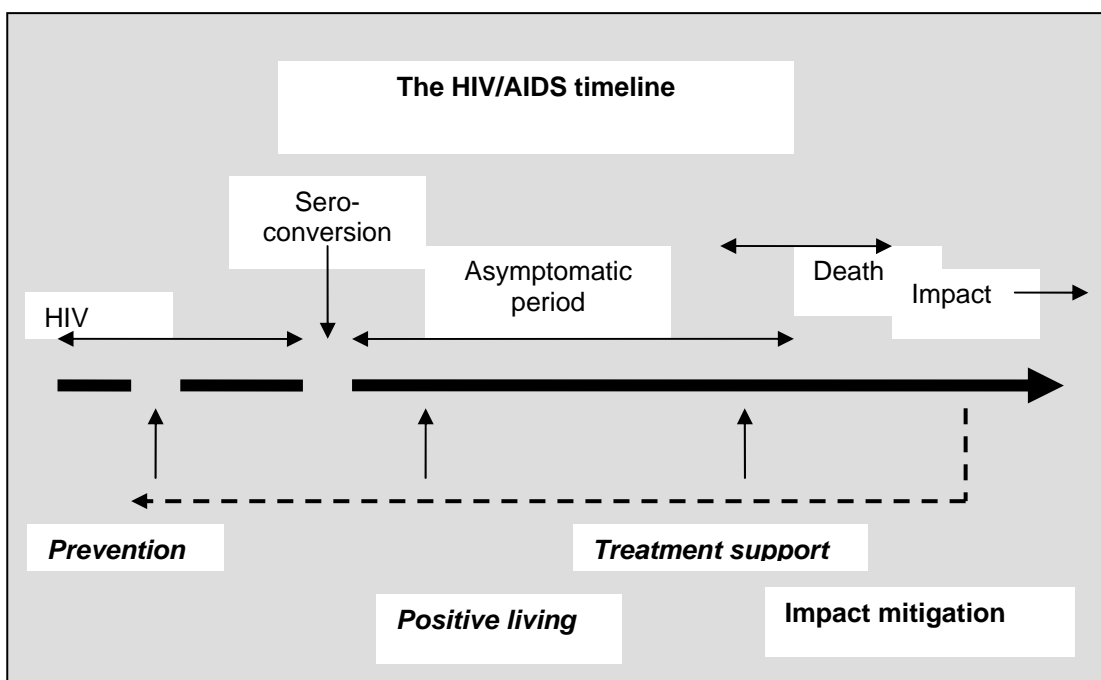 The HIV/AIDS timeline
Sero-
conversion
Asymptomatic
period
Death
Impact
HIV
Prevention
Treatment support
Positive living
Impact mitigation